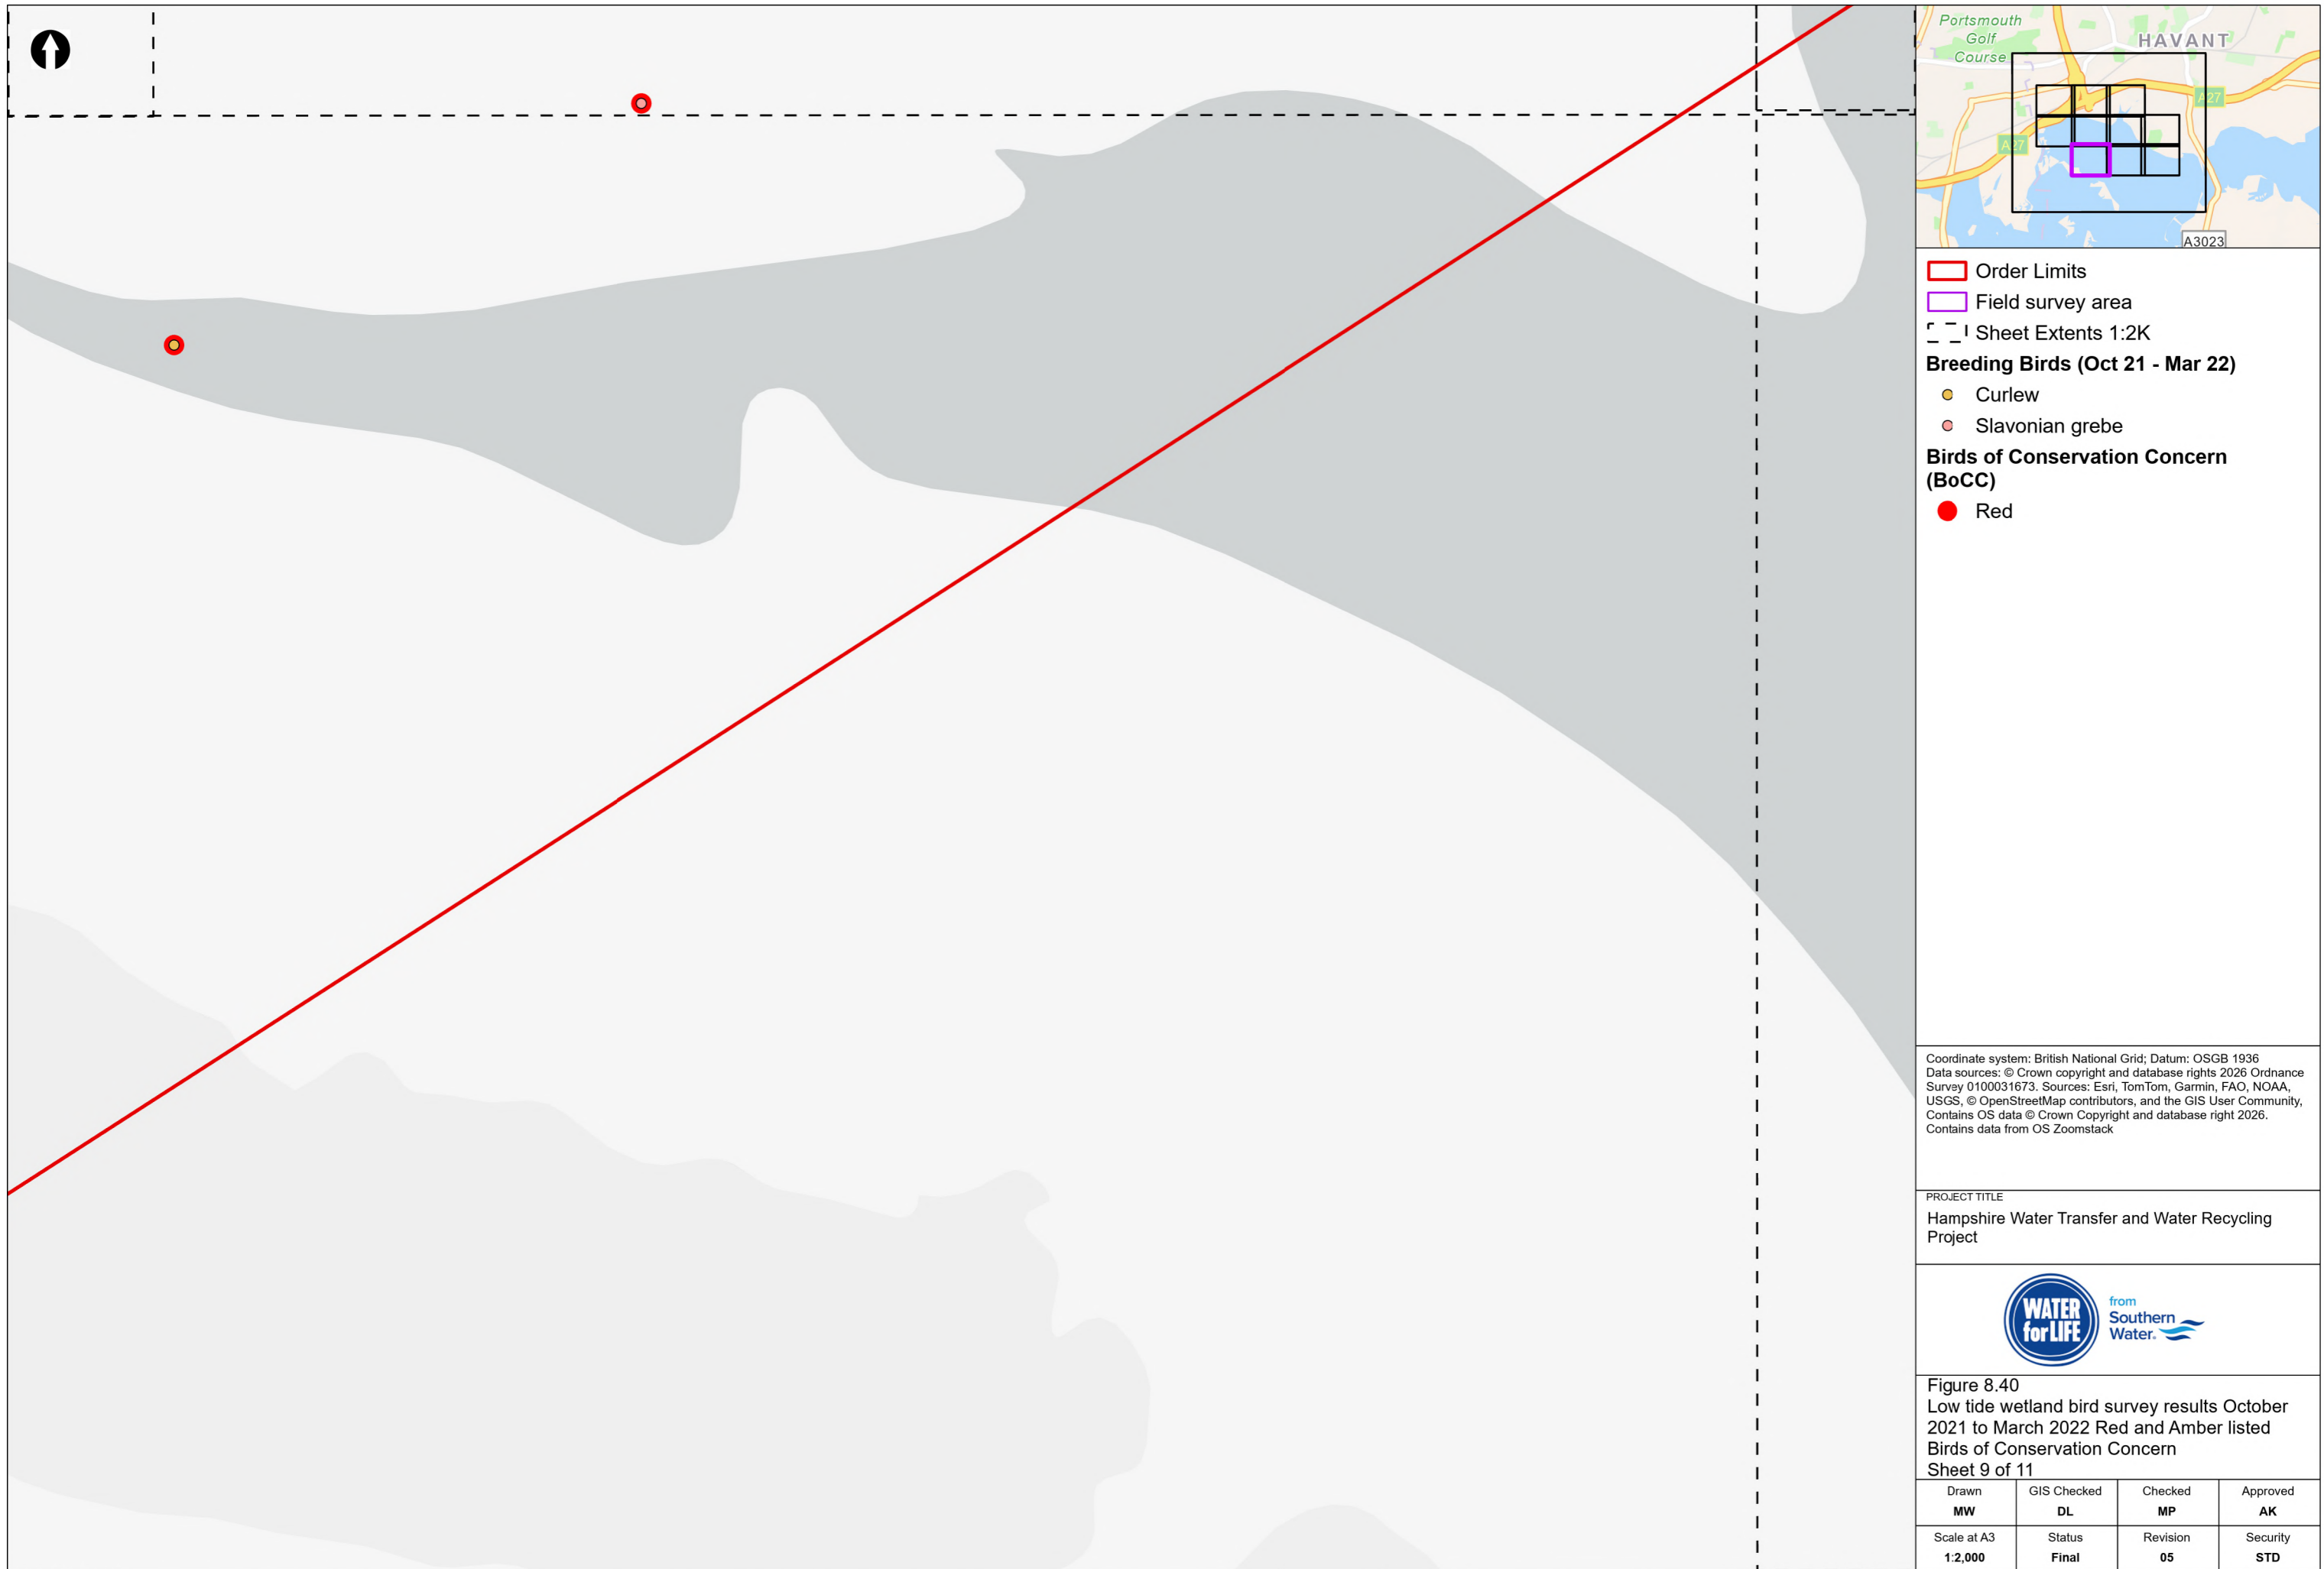 Portsmouth
Golf
Course
HAVANT
A27
A27
A3023
Order Limits
Field survey area
Sheet Extents 1:2K
Breeding Birds (Oct 21 - Mar 22)
Curlew
Slavonian grebe
Birds of Conservation Concern
(BoCC)
Red
Coordinate system: British National Grid; Datum: OSGB 1936
Data sources: © Crown copyright and database rights 2026 Ordnance
Survey 0100031673. Sources: Esri, TomTom, Garmin, FAO, NOAA,
USGS, © OpenStreetMap contributors, and the GIS User Community,
Contains OS data © Crown Copyright and database right 2026.
Contains data from OS Zoomstack
PROJECT TITLE
Hampshire Water Transfer and Water Recycling
Project
WATER
for LIFE
from
Southern
Water.
Figure 8.40
Low tide wetland bird survey results October
2021 to March 2022 Red and Amber listed
Birds of Conservation Concern
Sheet 9 of 11
Drawn GIS Checked Checked Approved
MW DL MP AK
Scale at A3 Status Revision Security
1:2,000 Final 05 STD